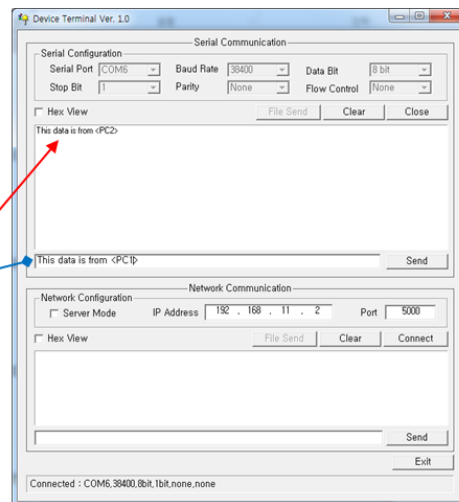 Device Terminal Ver. 1.0
Serial Communication
Serial Configuration
Serial Port COM6 Baud Rate 38400 Data Bit 8 bit
Stop Bit 1 Parity None Flow Control None
Hex View File Send Clear Close
This data is from <PC2>
This data is from <PC1> Send
Network Communication
Network Configuration
Server Mode IP Address 192 . 168 . 11 . 2 Port 5000
Hex View File Send Clear Connect
Send
Exit
Connected : COM6,38400,8bit,1bit,none,none